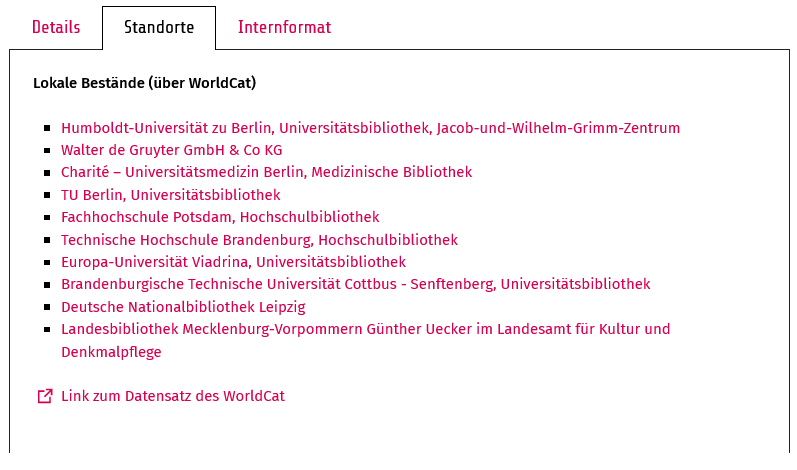 Details
Standorte
Internformat
Lokale Bestände (über WorldCat)
Humboldt-Universität zu Berlin, Universitätsbibliothek, Jacob-und-Wilhelm-Grimm-Zentrum
Walter de Gruyter GmbH & Co KG
Charité – Universitätsmedizin Berlin, Medizinische Bibliothek
TU Berlin, Universitätsbibliothek
Fachhochschule Potsdam, Hochschulbibliothek
Technische Hochschule Brandenburg, Hochschulbibliothek
Europa-Universität Viadrina, Universitätsbibliothek
Brandenburgische Technische Universität Cottbus - Senftenberg, Universitätsbibliothek
Deutsche Nationalbibliothek Leipzig
Landesbibliothek Mecklenburg-Vorpommern Günther Uecker im Landesamt für Kultur und
Denkmalpflege
Link zum Datensatz des WorldCat